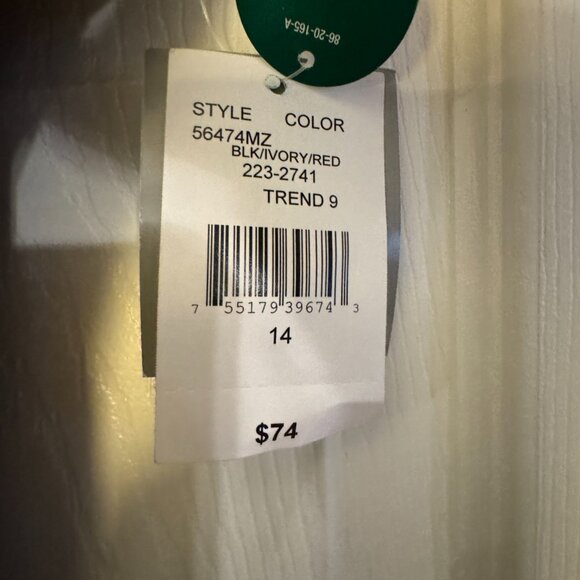 86-20-165-A
STYLE COLOR
56474MZ
BLK/IVORY/RED
223-2741
TREND 9
7 55179 39674 3
14
$74